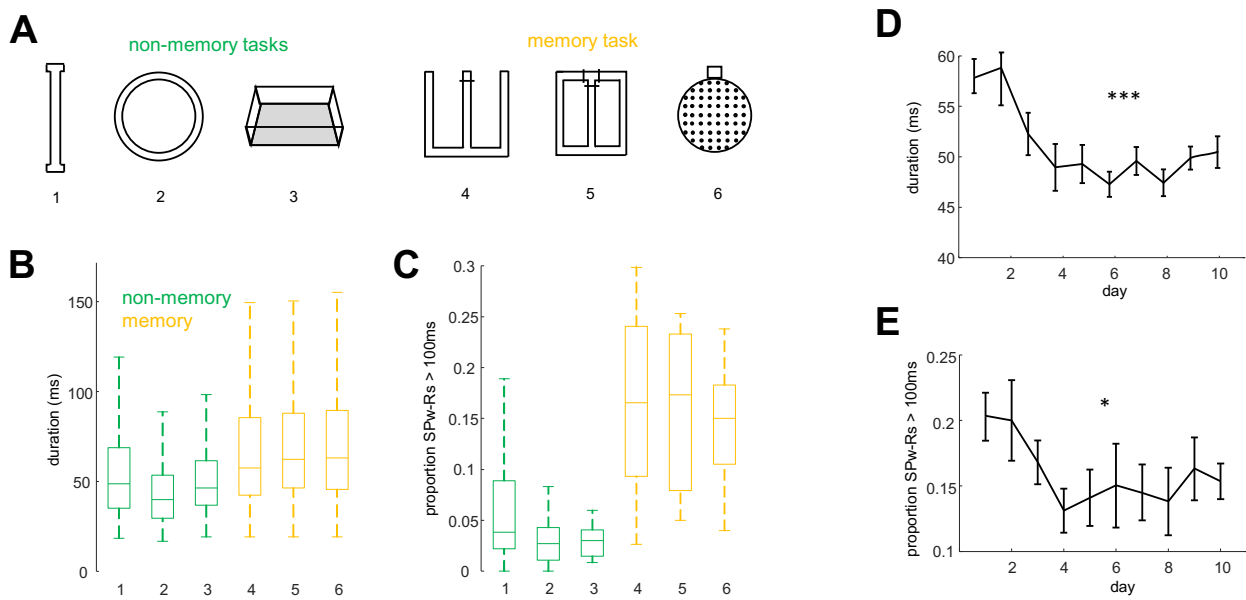 A
non-memory tasks
memory task
1
2
3
4
5
6
B
duration (ms)
150
100
50
0
non-memory
memory
1 2 3 4 5 6
C
proportion SPw-Rs > 100ms
0.3
0.25
0.2
0.15
0.1
0.05
0
1 2 3 4 5 6
D
duration (ms)
60
55
50
45
40
***
2 4 6 8 10
day
E
proportion SPw-Rs > 100ms
0.25
0.2
0.15
0.1
*
2 4 6 8 10
day